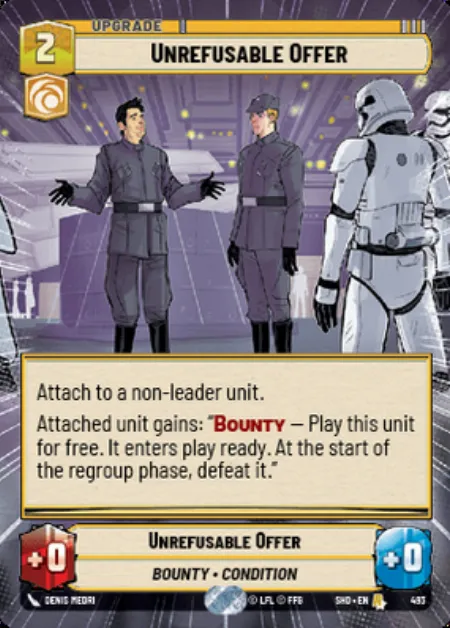 UPGRADE
2
UNREFUSABLE OFFER
Attach to a non-leader unit.
Attached unit gains: "BOUNTY — Play this unit
for free. It enters play ready. At the start of
the regroup phase, defeat it."
+0
UNREFUSABLE OFFER
+0
BOUNTY • CONDITION
DENIS MEDRI
© LFL © FFG
SHD • EN
493